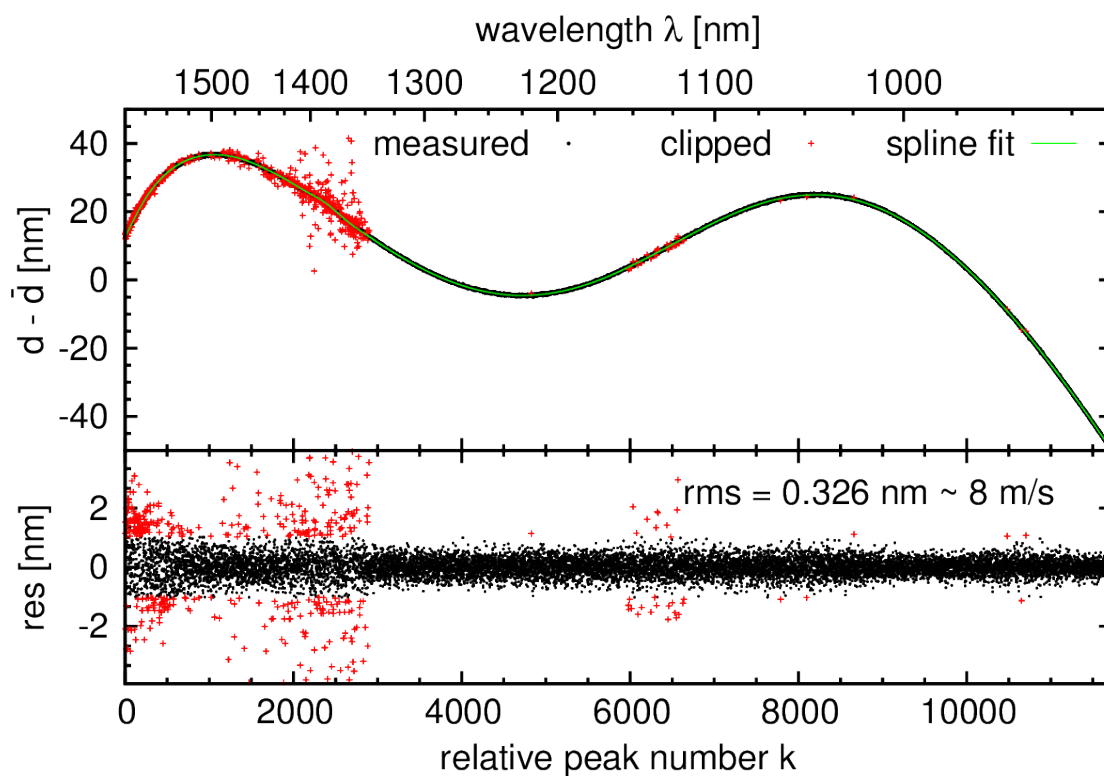 wavelength λ [nm]
1500 1400 1300 1200 1100 1000
measured clipped spline fit
40
20
0
-20
-40
d - d̄ [nm]
rms = 0.326 nm ~ 8 m/s
2
0
-2
res [nm]
0 2000 4000 6000 8000 10000
relative peak number k